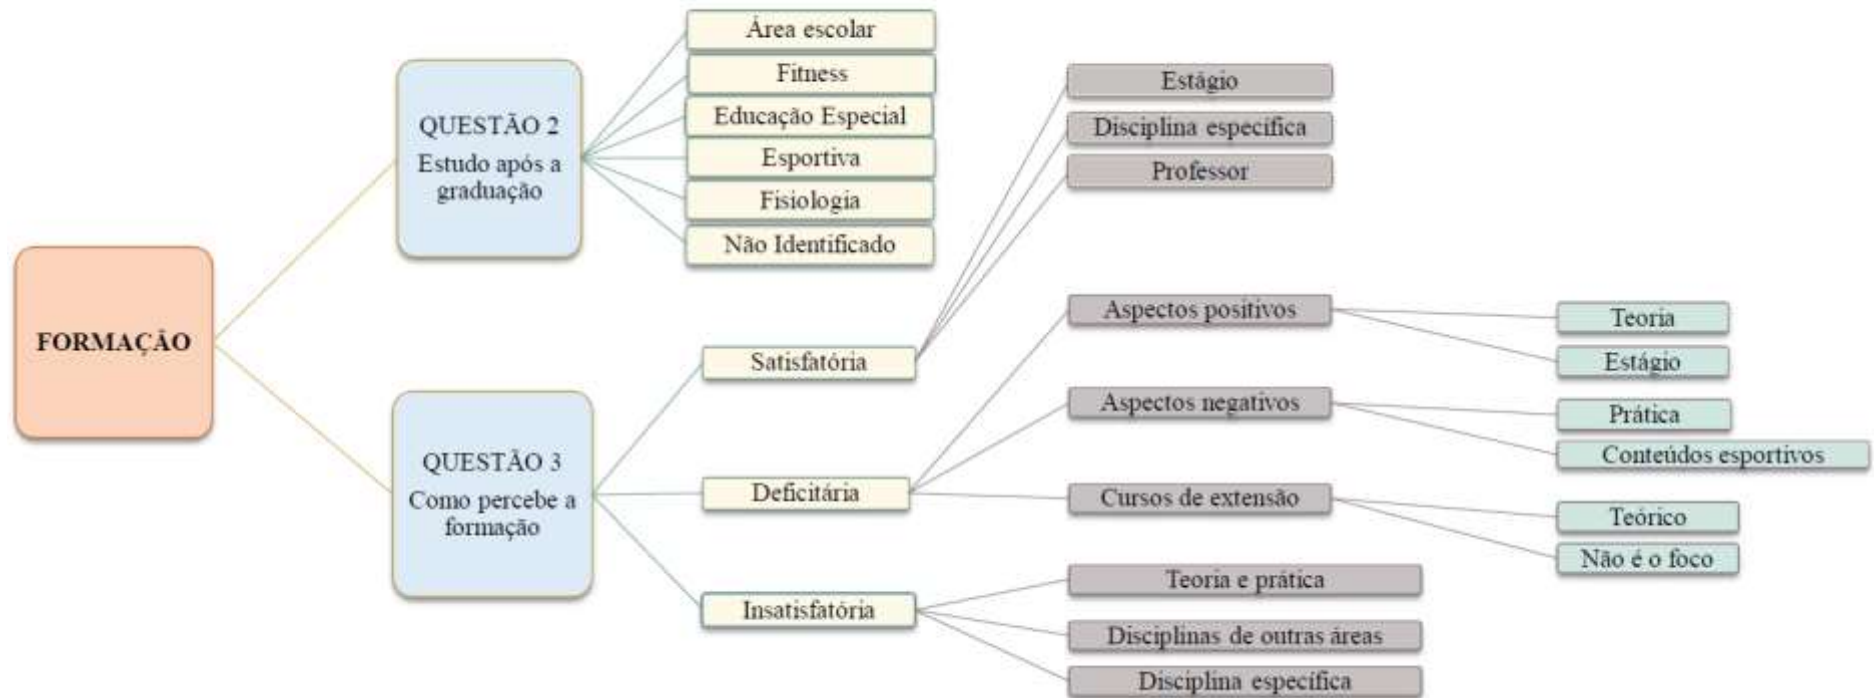 FORMAÇÃO
QUESTÃO 2
Estudo após a
graduação
Área escolar
Fitness
Educação Especial
Esportiva
Fisiologia
Não Identificado
QUESTÃO 3
Como percebe a
formação
Satisfatória
Estágio
Disciplina específica
Professor
Deficitária
Aspectos positivos
Teoria
Estágio
Aspectos negativos
Prática
Conteúdos esportivos
Cursos de extensão
Teórico
Não é o foco
Insatisfatória
Teoria e prática
Disciplinas de outras áreas
Disciplina específica